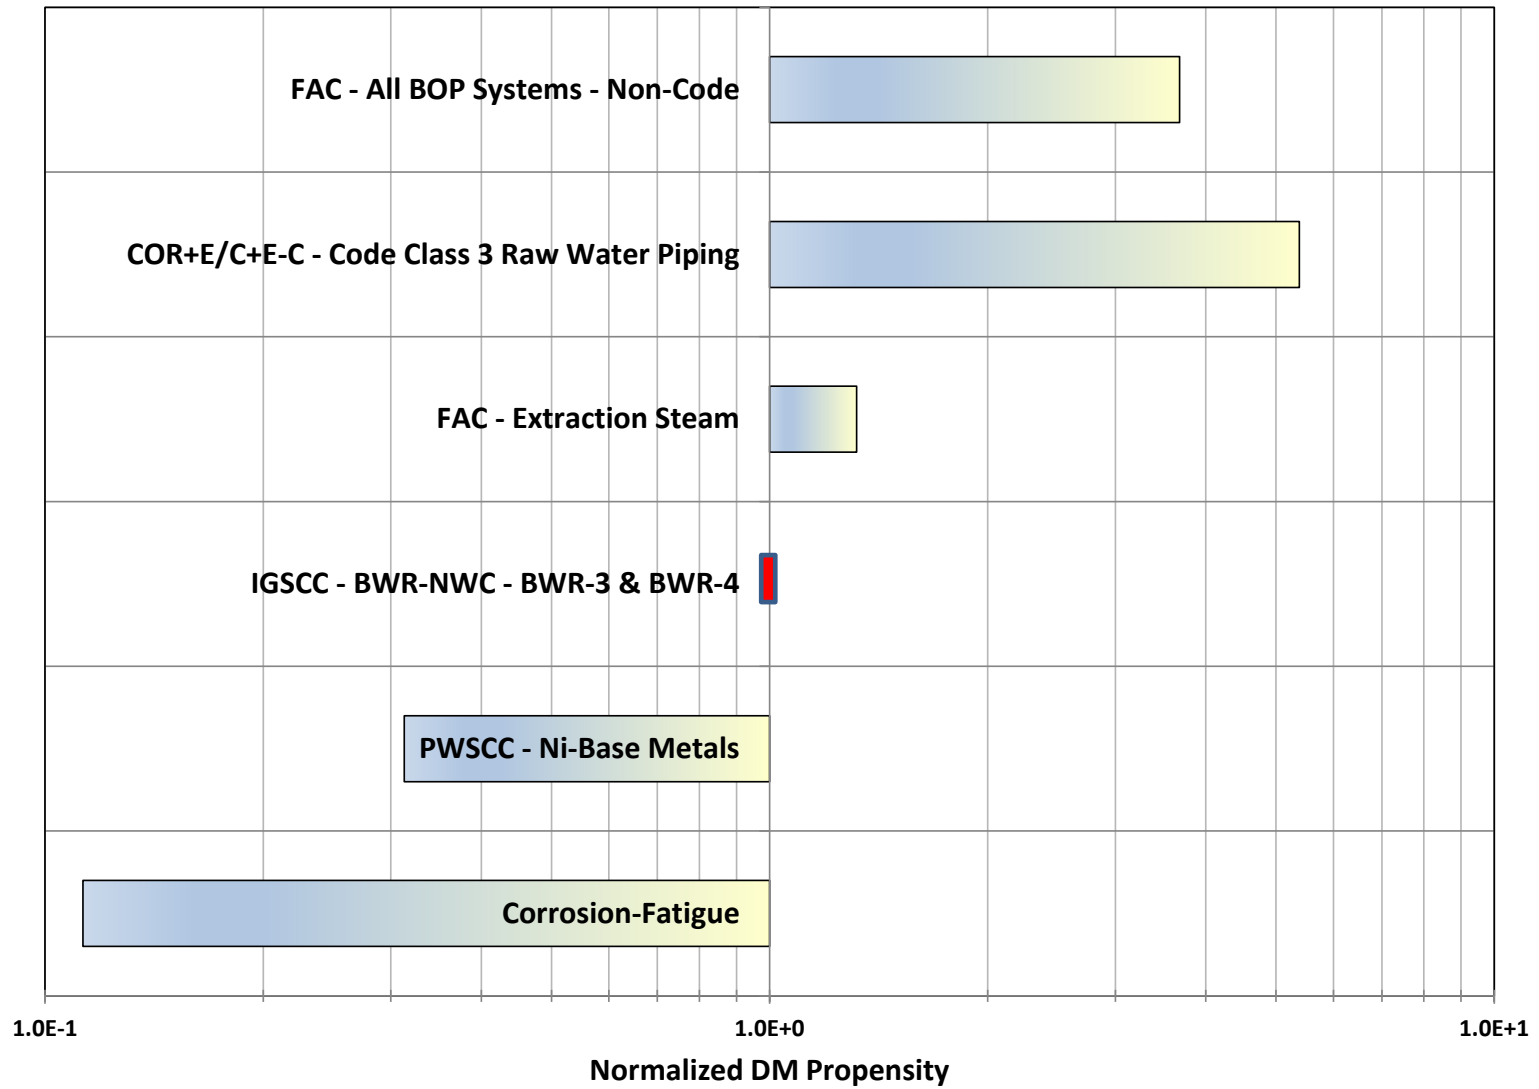 FAC - All BOP Systems - Non-Code
COR+E/C+E-C - Code Class 3 Raw Water Piping
FAC - Extraction Steam
IGSCC - BWR-NWC - BWR-3 & BWR-4
PWSCC - Ni-Base Metals
Corrosion-Fatigue
1.0E-1 1.0E+0 1.0E+1
Normalized DM Propensity